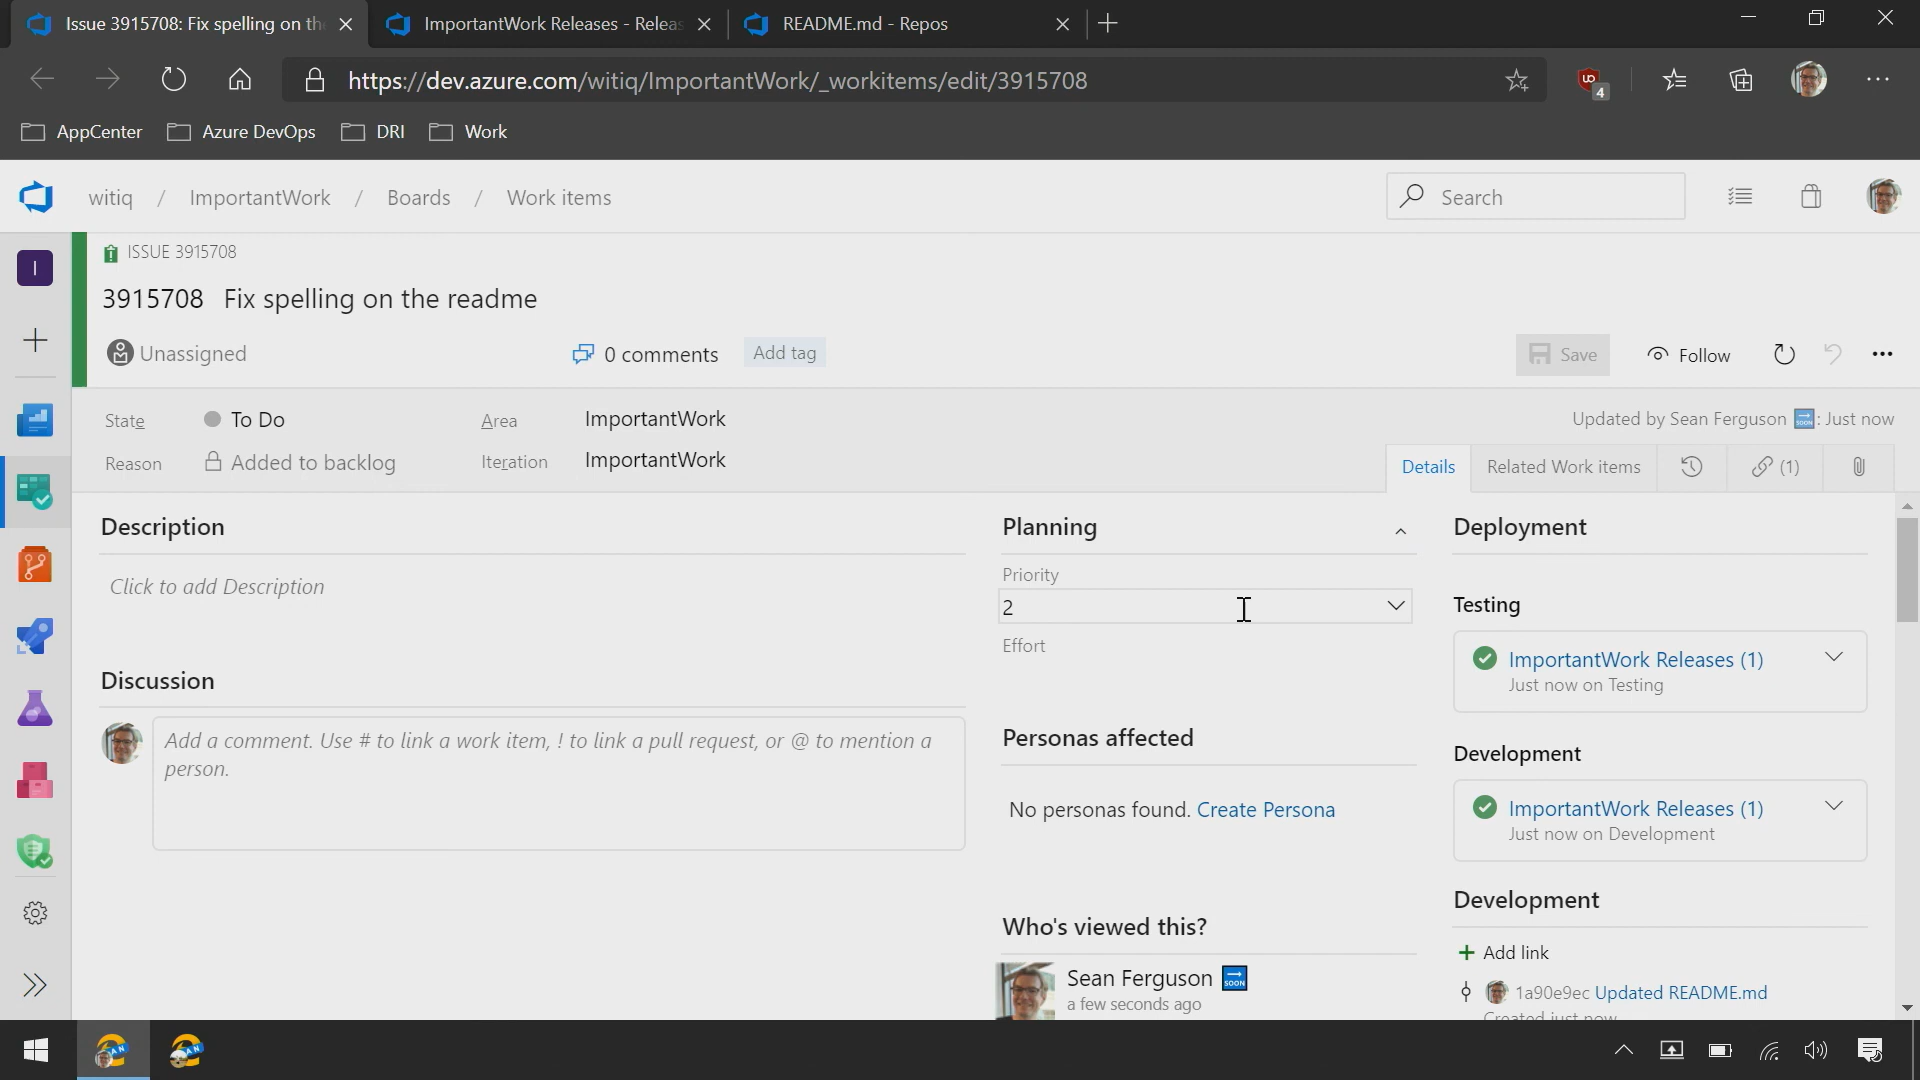 Issue 3915708: Fix spelling on th
ImportantWork Releases - Releas
README.md - Repos
https://dev.azure.com/witiq/ImportantWork/_workitems/edit/3915708
4
AppCenter
Azure DevOps
DRI
Work
witiq / ImportantWork / Boards / Work items
Search
I
ISSUE 3915708
3915708 Fix spelling on the readme
Unassigned
0 comments
Add tag
Save
Follow
State
To Do
Area
ImportantWork
Updated by Sean Ferguson SOON: Just now
Reason
Added to backlog
Iteration
ImportantWork
Details
Related Work items
(1)
Description
Click to add Description
Discussion
Add a comment. Use # to link a work item, ! to link a pull request, or @ to mention a
person.
Planning
Priority
2
Effort
Personas affected
No personas found. Create Persona
Who's viewed this?
Sean Ferguson SOON
a few seconds ago
Deployment
Testing
ImportantWork Releases (1)
Just now on Testing
Development
ImportantWork Releases (1)
Just now on Development
Development
+ Add link
1a90e9ec Updated README.md
Created just now